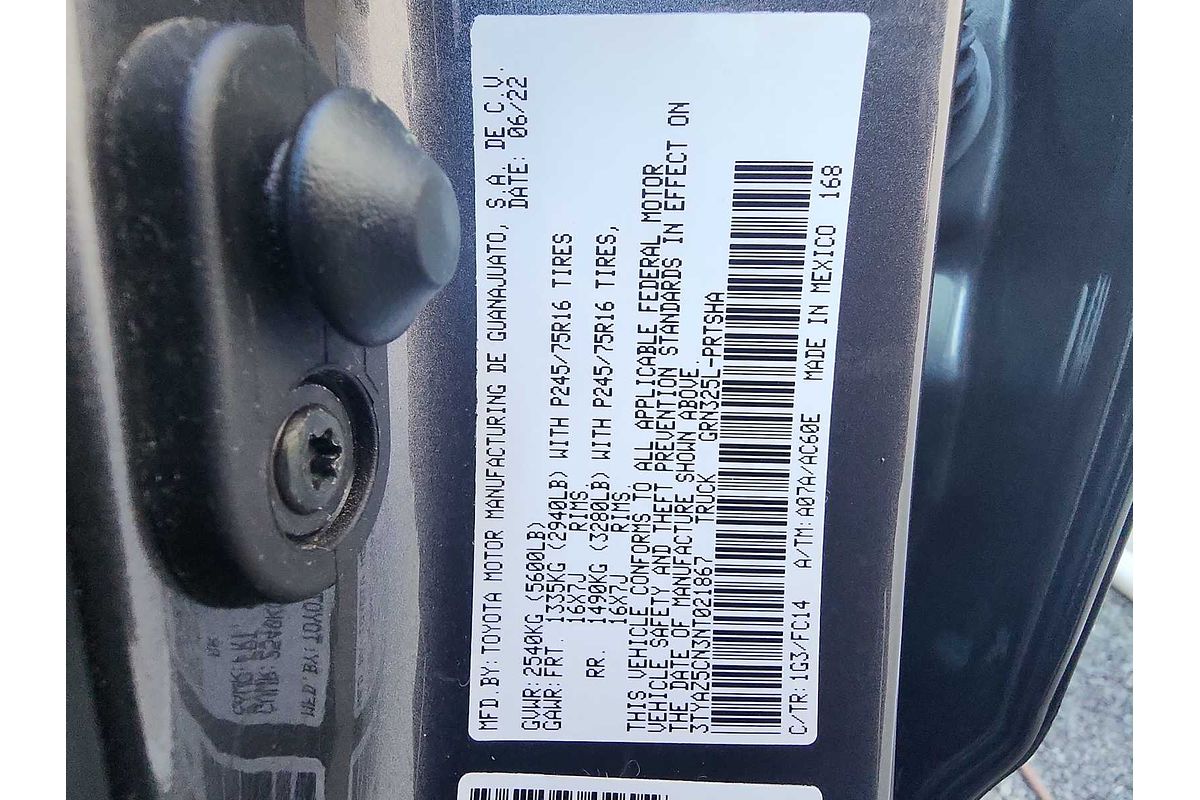 MFD.BY:TOYOTA MOTOR MANUFACTURING DE GUANAJUATO, S.A. DE C.V.
DATE: 06/22
GVWR:2540KG (5600LB)
GAWR:FRT. 1335KG (2940LB) WITH P245/75R16 TIRES
16X7J RIMS,
RR. 1490KG (3280LB) WITH P245/75R16 TIRES,
16X7J RIMS.
THIS VEHICLE CONFORMS TO ALL APPLICABLE FEDERAL MOTOR
VEHICLE SAFETY AND THEFT PREVENTION STANDARDS IN EFFECT ON
THE DATE OF MANUFACTURE SHOWN ABOVE.
3TYAZ5CN3NT021867 TRUCK GRN325L-PRTSHA
C/TR:1G3/FC14 A/TM:A07A/AC60E MADE IN MEXICO 168